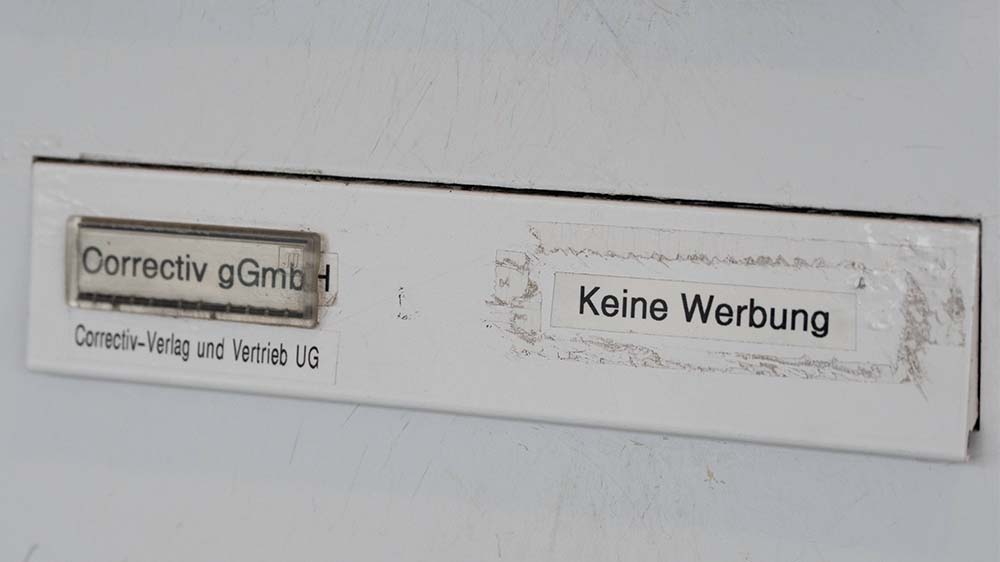 Correctiv gGmbH
Correctiv-Verlag und Vertrieb UG
Keine Werbung